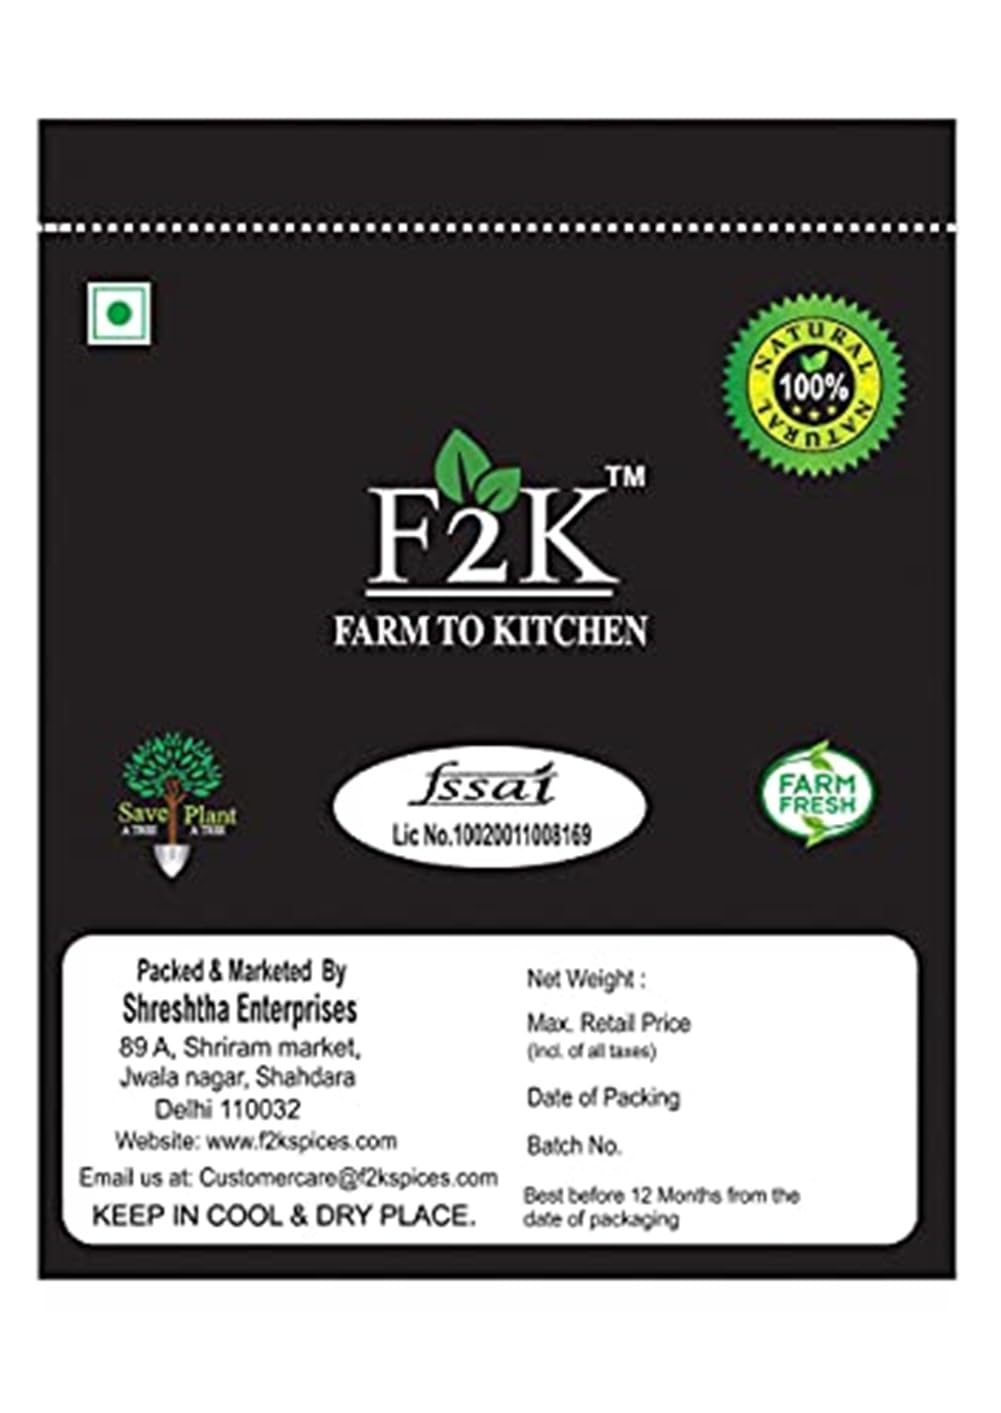 NATURAL
100%
NATURAL
F2K™
FARM TO KITCHEN
Save Plant
A TREE A TREE
fssai
Lic No.10020011008169
FARM
FRESH
Packed & Marketed By
Shreshtha Enterprises
89 A, Shriram market,
Jwala nagar, Shahdara
Delhi 110032
Website: www.f2kspices.com
Email us at: Customercare@f2kspices.com
KEEP IN COOL & DRY PLACE.
Net Weight :
Max. Retail Price
(Incl. of all taxes)
Date of Packing
Batch No.
Best before 12 Months from the
date of packaging